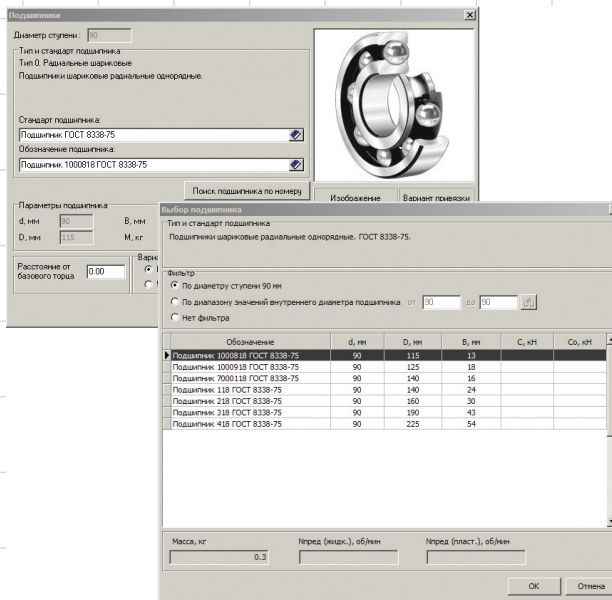 Подшипники
Диаметр ступени: 90
Тип и стандарт подшипника
Тип 0. Радиальные шариковые
Подшипники шариковые радиальные однорядные.
Стандарт подшипника:
Подшипник ГОСТ 8338-75
Обозначение подшипника:
Подшипник 1000818 ГОСТ 8338-75
Поиск подшипника по номеру
Изображение Вариант привязки
Параметры подшипника
d, мм 90 B, мм
D, мм 115 M, кг
Расстояние от базового торца 0.00
Выбор подшипника
Тип и стандарт подшипника
Подшипники шариковые радиальные однорядные. ГОСТ 8338-75.
Фильтр
По диаметру ступени 90 мм
По диапазону значений внутреннего диаметра подшипника от 90 до 90
Нет фильтра
Обозначение d, мм D, мм B, мм C, кН Co, кН
Подшипник 1000818 ГОСТ 8338-75 90 115 13
Подшипник 1000918 ГОСТ 8338-75 90 125 18
Подшипник 7000118 ГОСТ 8338-75 90 140 16
Подшипник 118 ГОСТ 8338-75 90 140 24
Подшипник 218 ГОСТ 8338-75 90 160 30
Подшипник 318 ГОСТ 8338-75 90 190 43
Подшипник 418 ГОСТ 8338-75 90 225 54
Масса, кг Nпред (жидк.), об/мин Nпред (пласт.), об/мин
0.3
OK Отмена